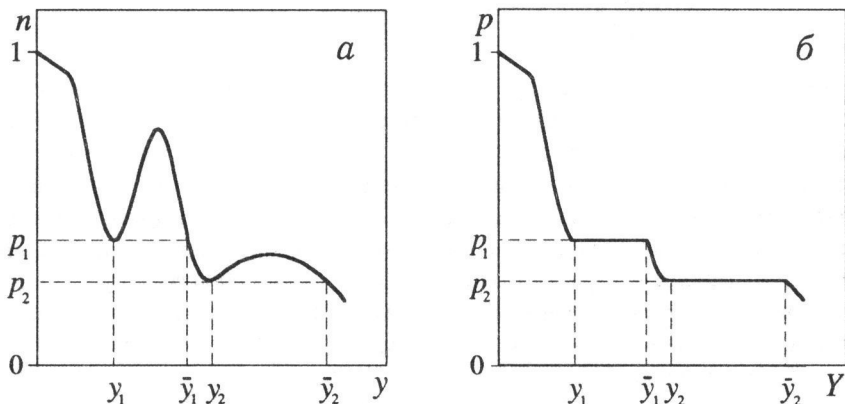 n
a
1
p₁
p₂
0
y₁
ȳ₁
y₂
ȳ₂
y
p
б
1
p₁
p₂
0
y₁
ȳ₁
y₂
ȳ₂
Y